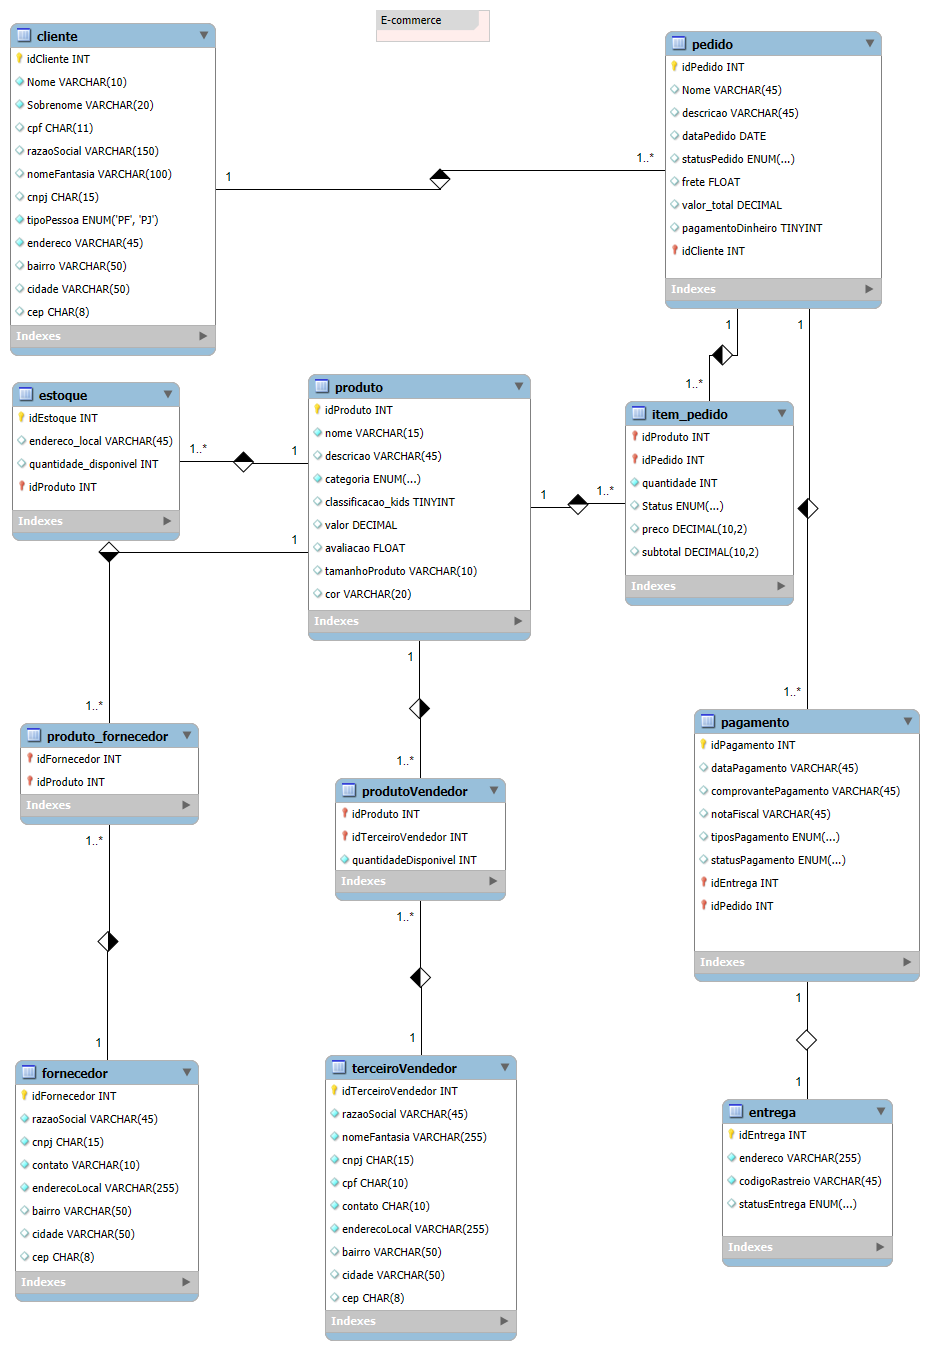 E-commerce
cliente
idCliente INT
Nome VARCHAR(10)
Sobrenome VARCHAR(20)
cpf CHAR(11)
razaoSocial VARCHAR(150)
nomeFantasia VARCHAR(100)
cnpj CHAR(15)
tipoPessoa ENUM('PF', 'PJ')
endereco VARCHAR(45)
bairro VARCHAR(50)
cidade VARCHAR(50)
cep CHAR(8)
Indexes
1
1..*
pedido
idPedido INT
Nome VARCHAR(45)
descricao VARCHAR(45)
dataPedido DATE
statusPedido ENUM(...)
frete FLOAT
valor_total DECIMAL
pagamentoDinheiro TINYINT
idCliente INT
Indexes
1
1
1..*
estoque
idEstoque INT
endereco_local VARCHAR(45)
quantidade_disponivel INT
idProduto INT
Indexes
1..*
1
produto
idProduto INT
nome VARCHAR(15)
descricao VARCHAR(45)
categoria ENUM(...)
classificacao_kids TINYINT
valor DECIMAL
avaliacao FLOAT
tamanhoProduto VARCHAR(10)
cor VARCHAR(20)
Indexes
1
1
1..*
item_pedido
idProduto INT
idPedido INT
quantidade INT
Status ENUM(...)
preco DECIMAL(10,2)
subtotal DECIMAL(10,2)
Indexes
1
1..*
1..*
1..*
produto_fornecedor
idFornecedor INT
idProduto INT
Indexes
1..*
1
produtoVendedor
idProduto INT
idTerceiroVendedor INT
quantidadeDisponivel INT
Indexes
1..*
1
pagamento
idPagamento INT
dataPagamento VARCHAR(45)
comprovantePagamento VARCHAR(45)
notaFiscal VARCHAR(45)
tiposPagamento ENUM(...)
statusPagamento ENUM(...)
idEntrega INT
idPedido INT
Indexes
1
1
fornecedor
idFornecedor INT
razaoSocial VARCHAR(45)
cnpj CHAR(15)
contato VARCHAR(10)
enderecoLocal VARCHAR(255)
bairro VARCHAR(50)
cidade VARCHAR(50)
cep CHAR(8)
Indexes
terceiroVendedor
idTerceiroVendedor INT
razaoSocial VARCHAR(45)
nomeFantasia VARCHAR(255)
cnpj CHAR(15)
cpf CHAR(10)
contato CHAR(10)
enderecoLocal VARCHAR(255)
bairro VARCHAR(50)
cidade VARCHAR(50)
cep CHAR(8)
Indexes
entrega
idEntrega INT
endereco VARCHAR(255)
codigoRastreio VARCHAR(45)
statusEntrega ENUM(...)
Indexes